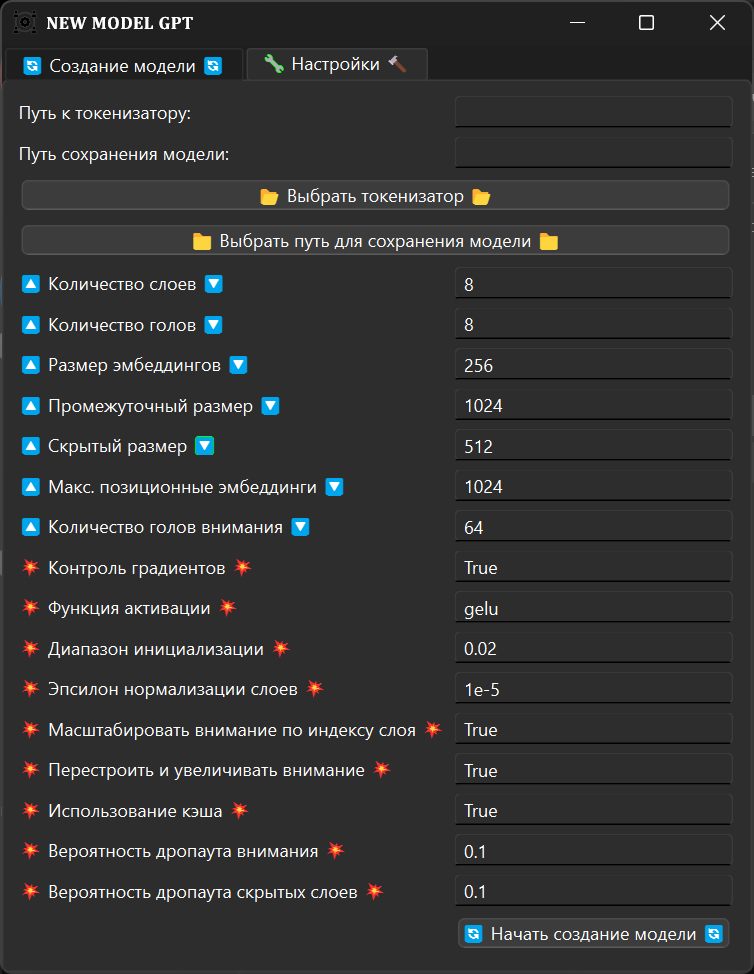 NEW MODEL GPT
Создание модели
Настройки
Путь к токенизатору:
Путь сохранения модели:
Выбрать токенизатор
Выбрать путь для сохранения модели
Количество слоев 8
Количество голов 8
Размер эмбеддингов 256
Промежуточный размер 1024
Скрытый размер 512
Макс. позиционные эмбеддинги 1024
Количество голов внимания 64
Контроль градиентов True
Функция активации gelu
Диапазон инициализации 0.02
Эпсилон нормализации слоев 1e-5
Масштабировать внимание по индексу слоя True
Перестроить и увеличивать внимание True
Использование кэша True
Вероятность дропаута внимания 0.1
Вероятность дропаута скрытых слоев 0.1
Начать создание модели